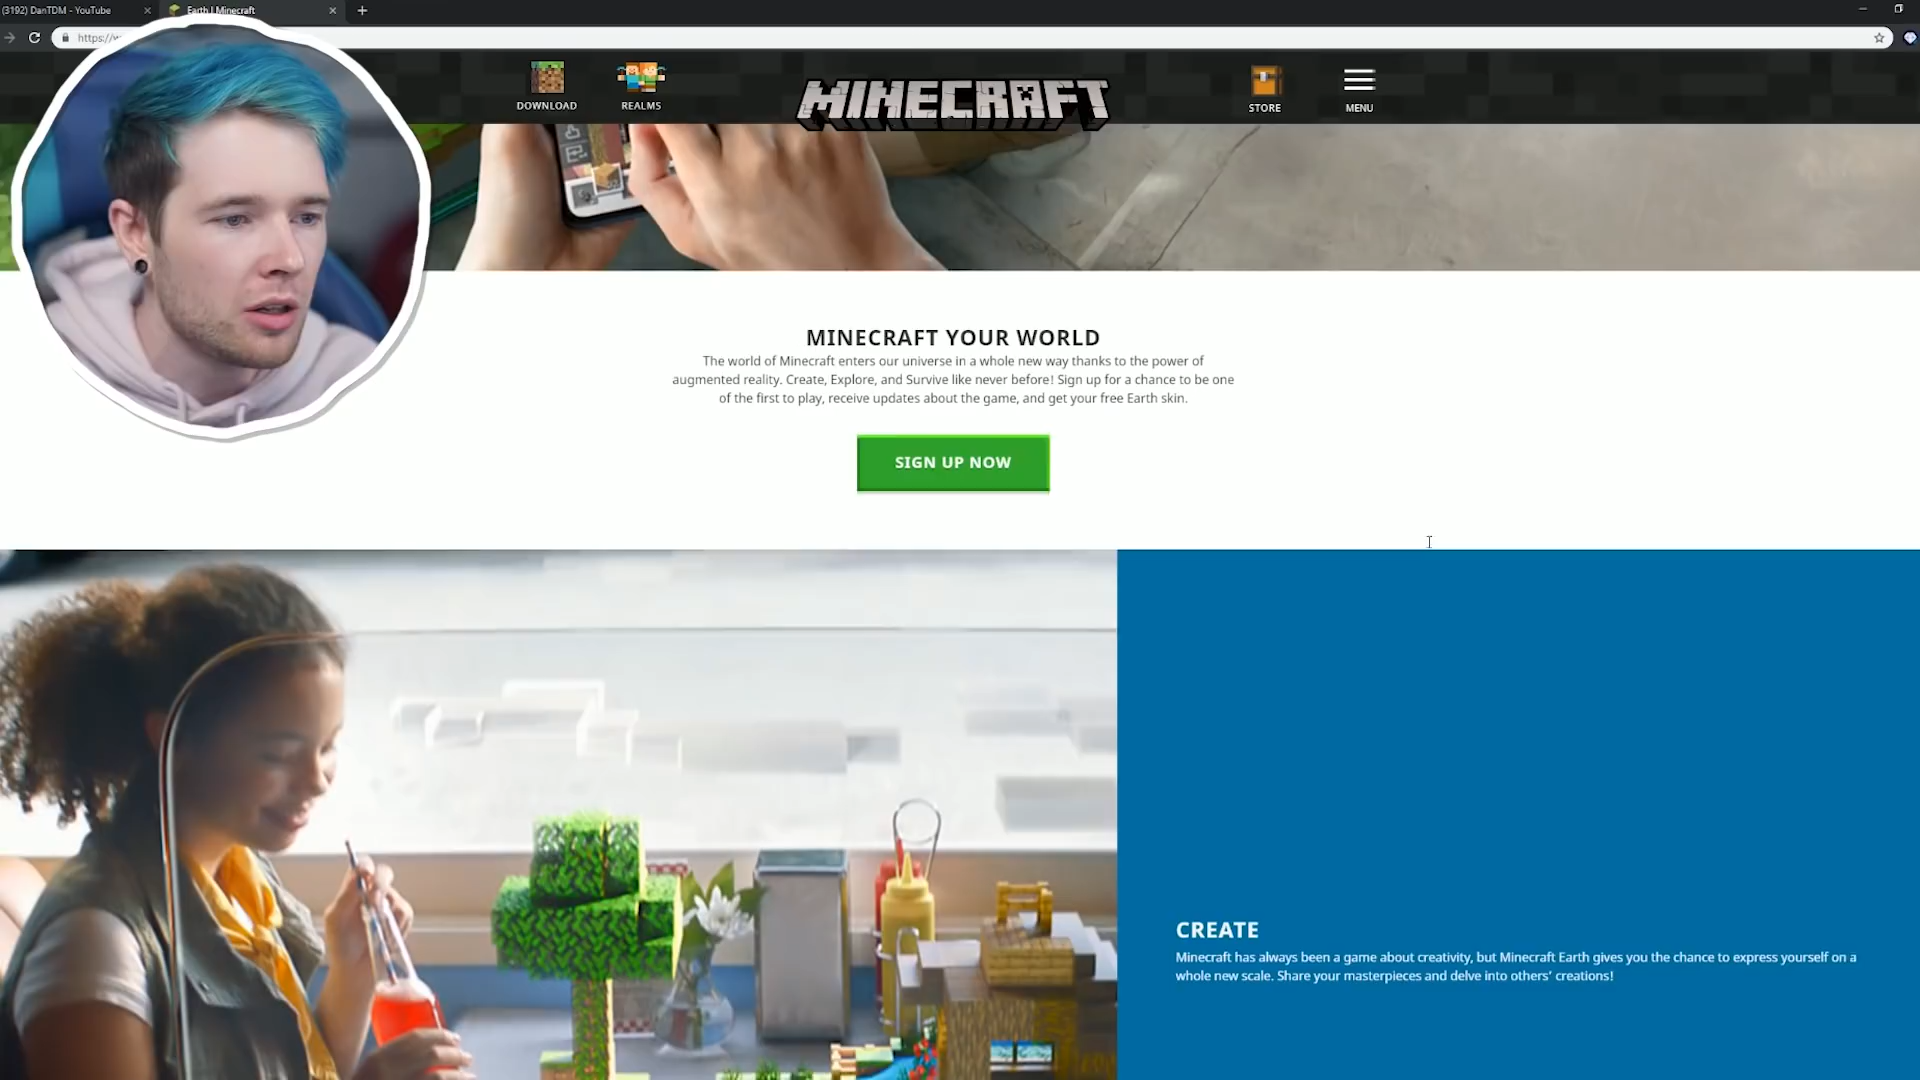 (3192) DanTDM - YouTube
Earth | Minecraft
https://w
DOWNLOAD
REALMS
MINECRAFT
STORE
MENU
MINECRAFT YOUR WORLD
The world of Minecraft enters our universe in a whole new way thanks to the power of
augmented reality. Create, Explore, and Survive like never before! Sign up for a chance to be one
of the first to play, receive updates about the game, and get your free Earth skin.
SIGN UP NOW
CREATE
Minecraft has always been a game about creativity, but Minecraft Earth gives you the chance to express yourself on a
whole new scale. Share your masterpieces and delve into others’ creations!